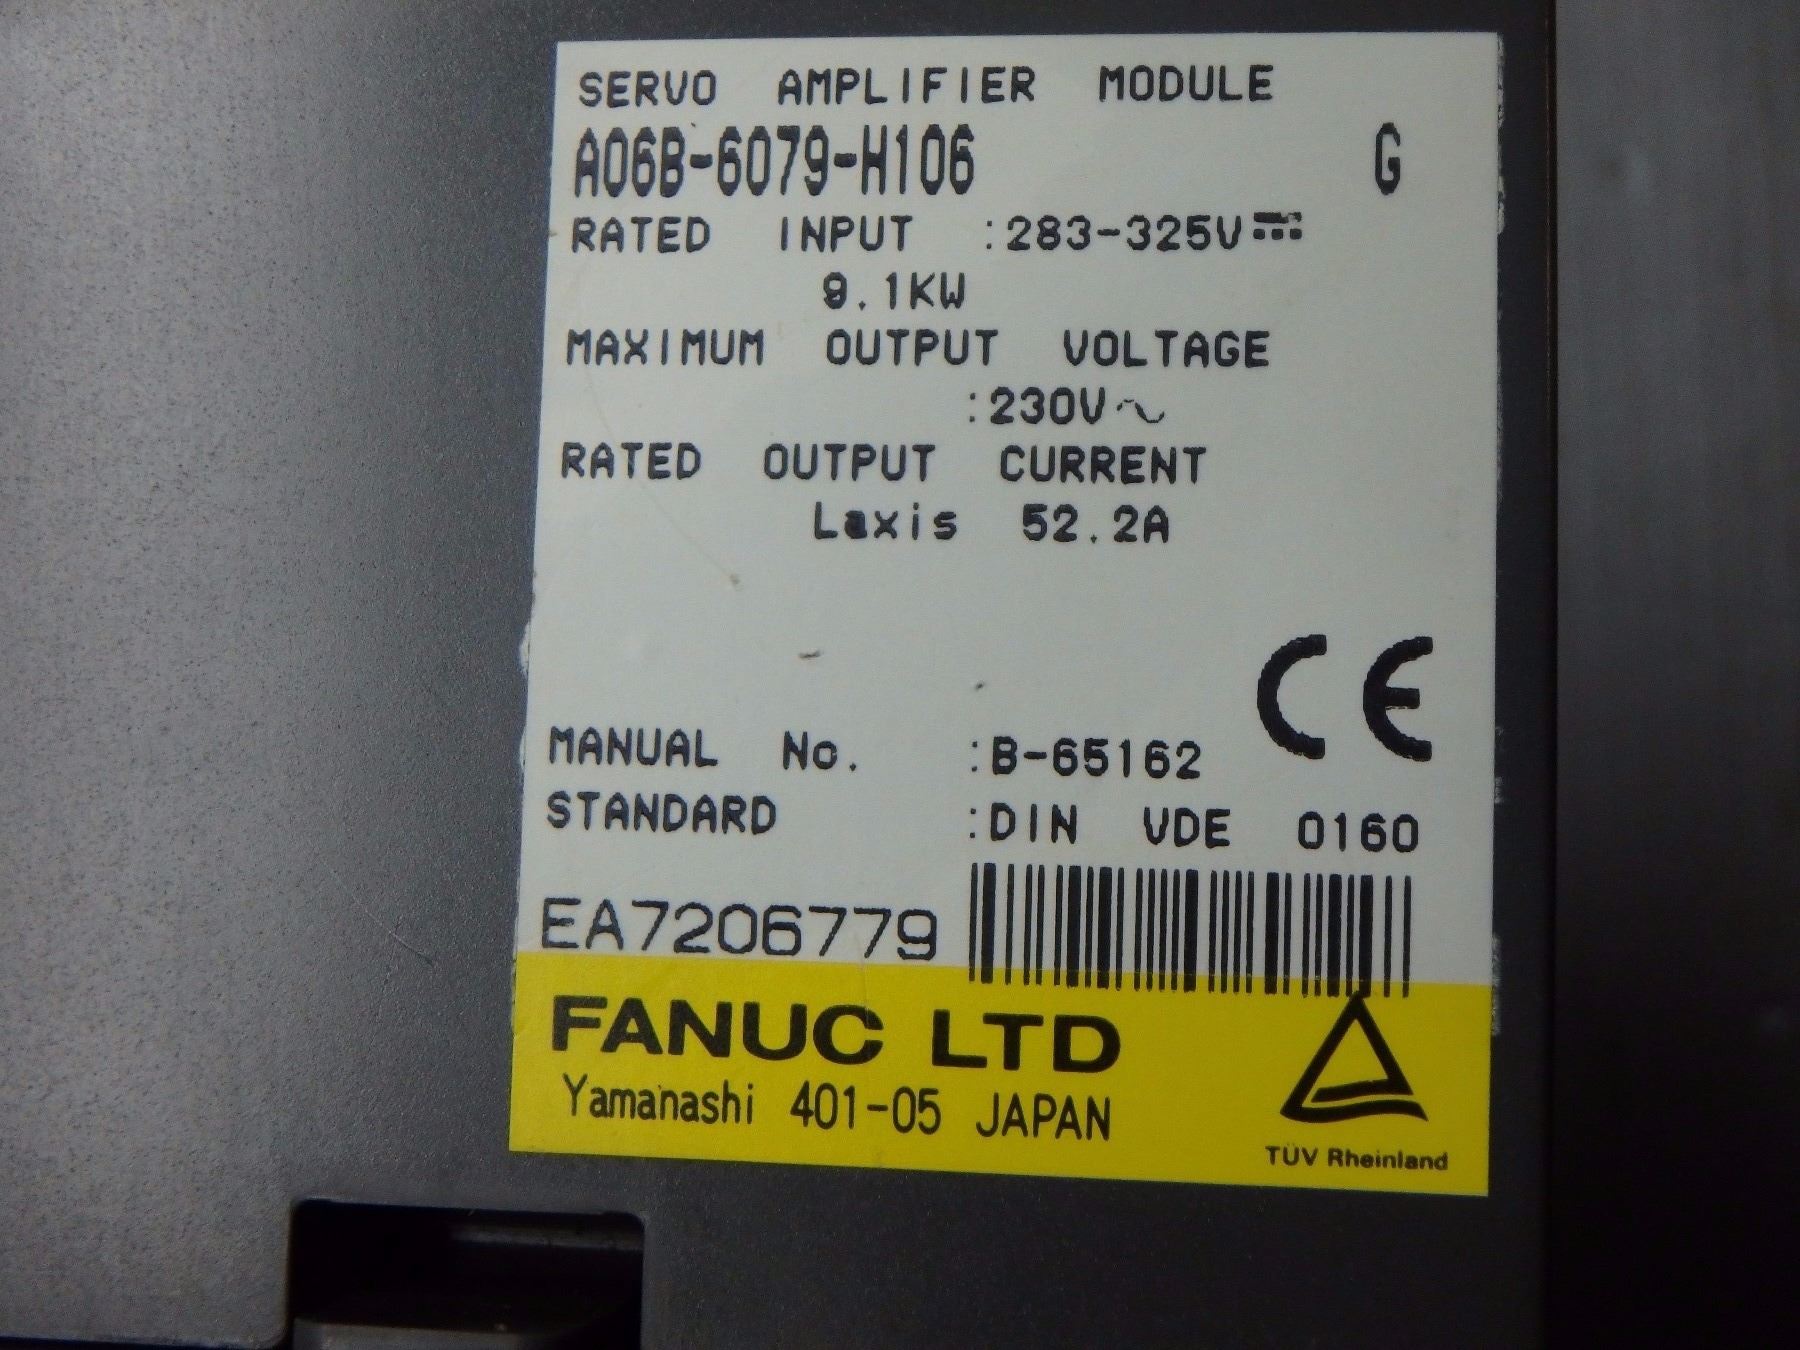 SERVO AMPLIFIER MODULE
A06B-6079-H106 G
RATED INPUT :283-325V⎓
9.1KW
MAXIMUM OUTPUT VOLTAGE
:230V~
RATED OUTPUT CURRENT
Laxis 52.2A
CE
MANUAL No. :B-65162
STANDARD :DIN VDE 0160
EA7206779
FANUC LTD
Yamanashi 401-05 JAPAN
TÜV Rheinland